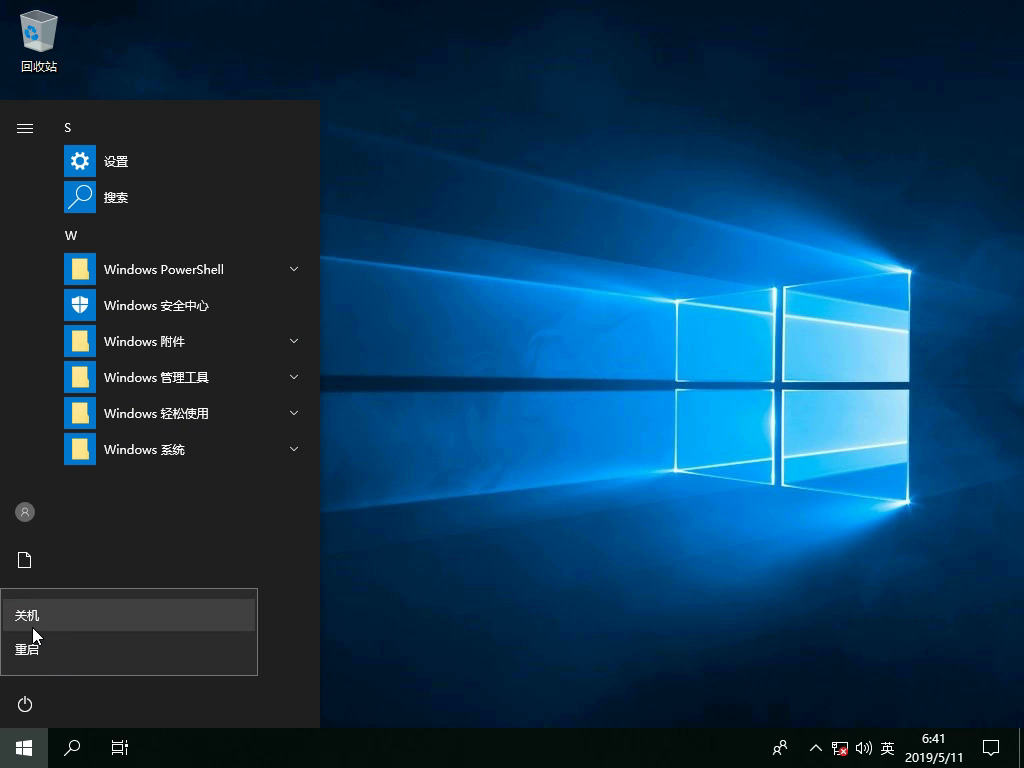 回收站
S
设置
搜索
W
Windows PowerShell
Windows 安全中心
Windows 附件
Windows 管理工具
Windows 轻松使用
Windows 系统
关机
重启
英
6:41
2019/5/11